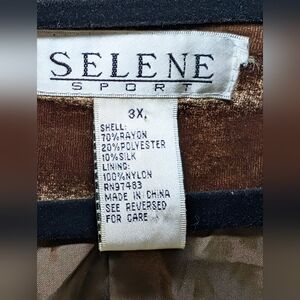 SELENE
SPORT
3X
SHELL:
70%RAYON
20%POLYESTER
10%SILK
LINING:
100%NYLON
RN97483
MADE IN CHINA
SEE REVERSED
FOR CARE